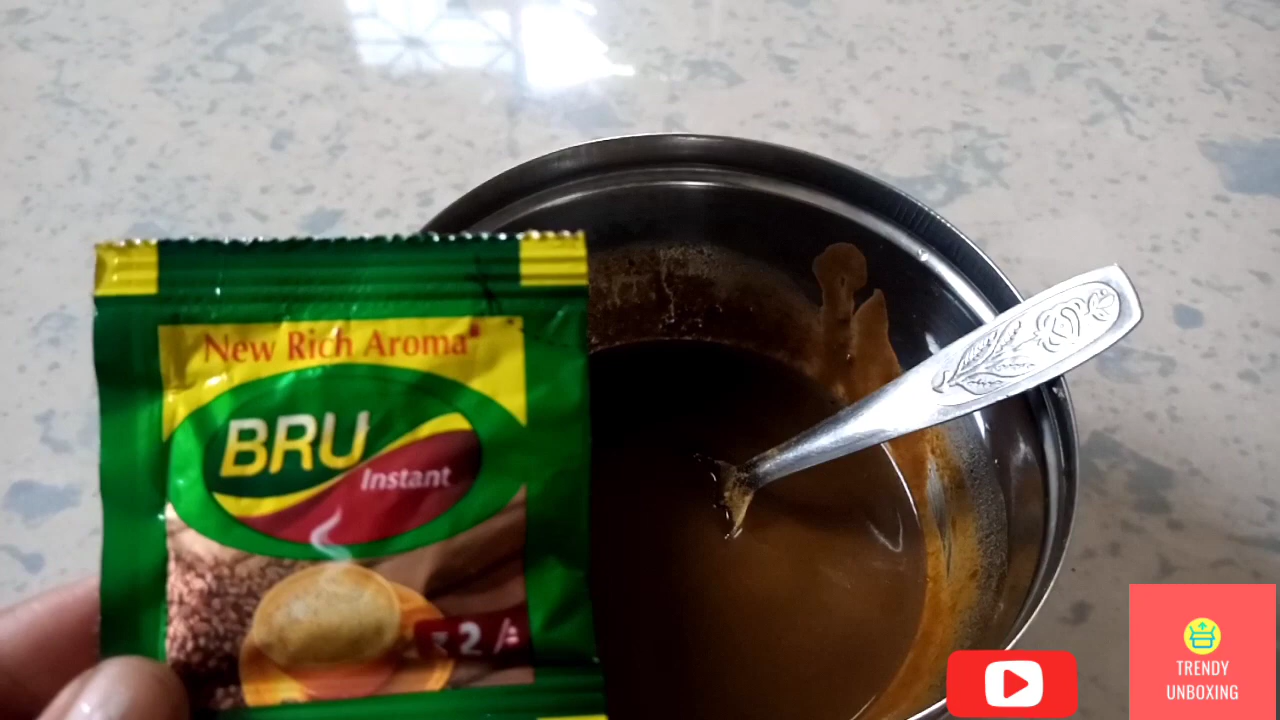 New Rich Aroma
BRU
Instant
₹2/-
TRENDY
UNBOXING